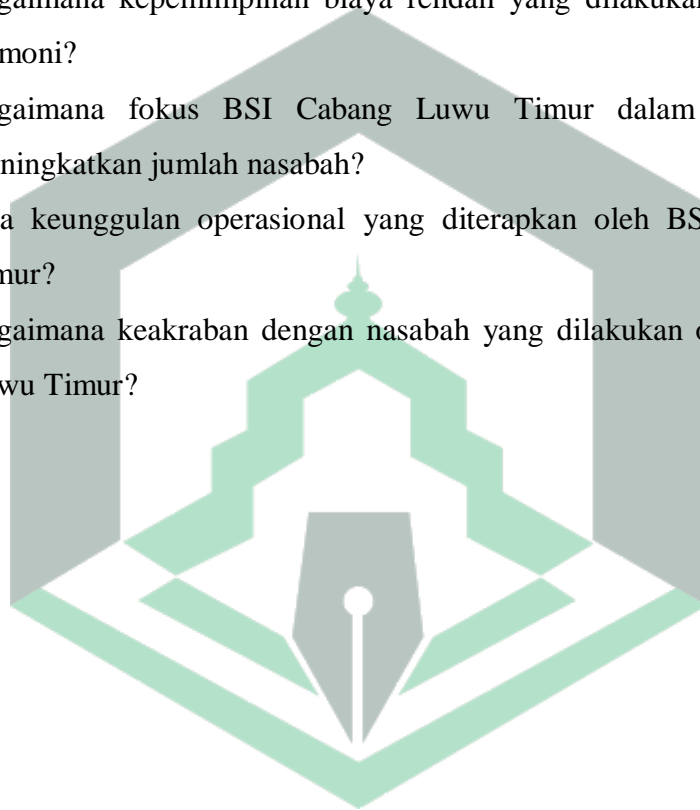 gaimana kepemimpinan biaya rendah yang dilakukan
moni?
gaimana fokus BSI Cabang Luwu Timur dalam
ningkatkan jumlah nasabah?
a keunggulan operasional yang diterapkan oleh BS
mur?
gaimana keakraban dengan nasabah yang dilakukan o
wu Timur?